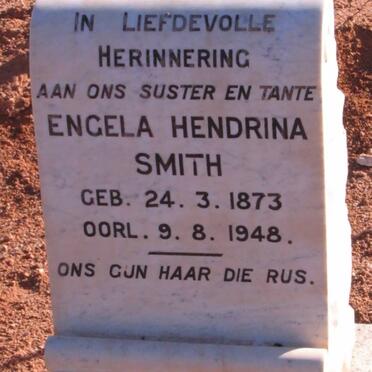 IN LIEFDEVOLLE
HERINNERING
AAN ONS SUSTER EN TANTE
ENGELA HENDRINA
SMITH
GEB. 24. 3. 1873
OORL. 9. 8. 1948.
ONS GUN HAAR DIE RUS.